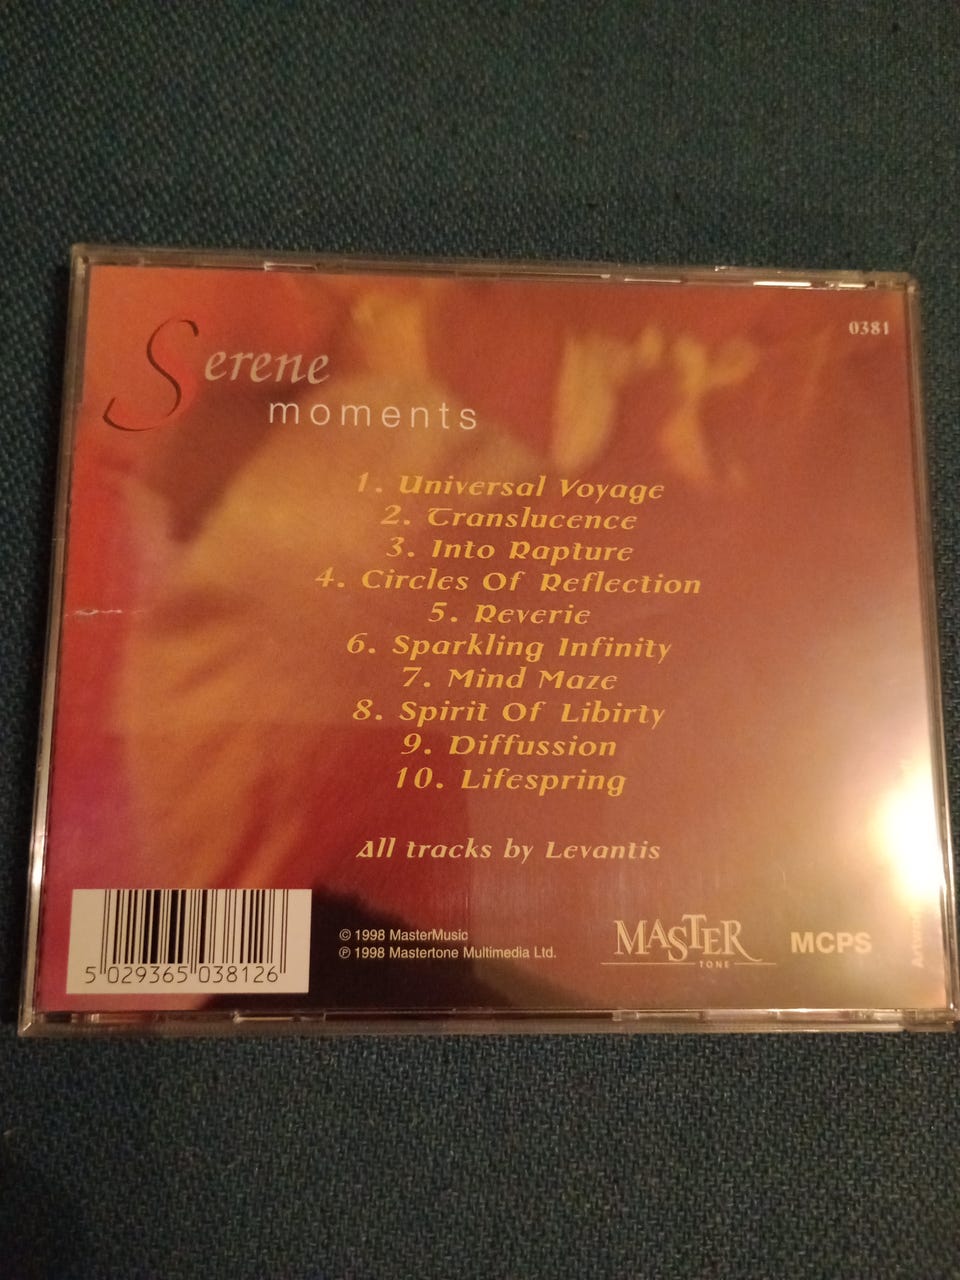 0381
Serene
moments
1. Universal Voyage
2. Translucence
3. Into Rapture
4. Circles Of Reflection
5. Reverie
6. Sparkling Infinity
7. Mind Maze
8. Spirit Of Libirty
9. Diffussion
10. Lifespring
All tracks by Levantis
© 1998 MasterMusic
℗ 1998 Mastertone Multimedia Ltd.
MASTER
TONE
MCPS
5 029365 038126